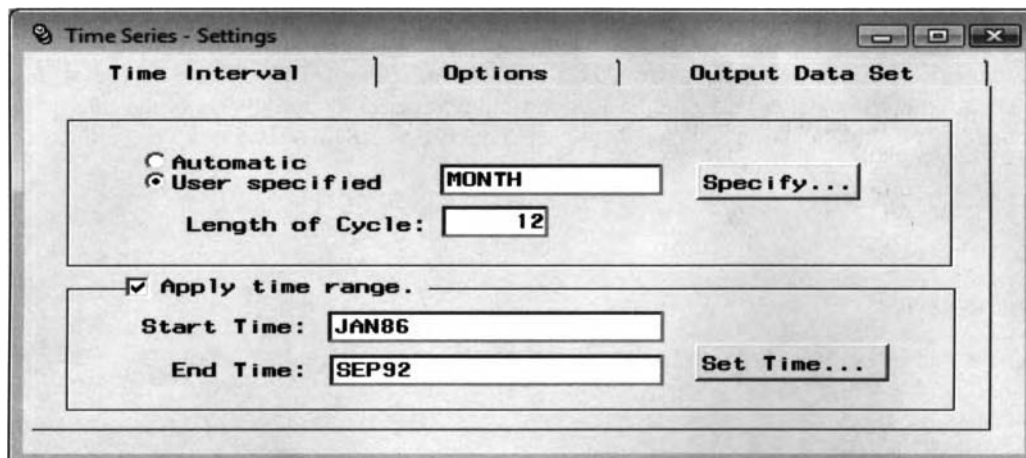 Time Series - Settings
Time Interval Options Output Data Set
Automatic
User specified MONTH Specify...
Length of Cycle: 12
Apply time range.
Start Time: JAN86
End Time: SEP92 Set Time...